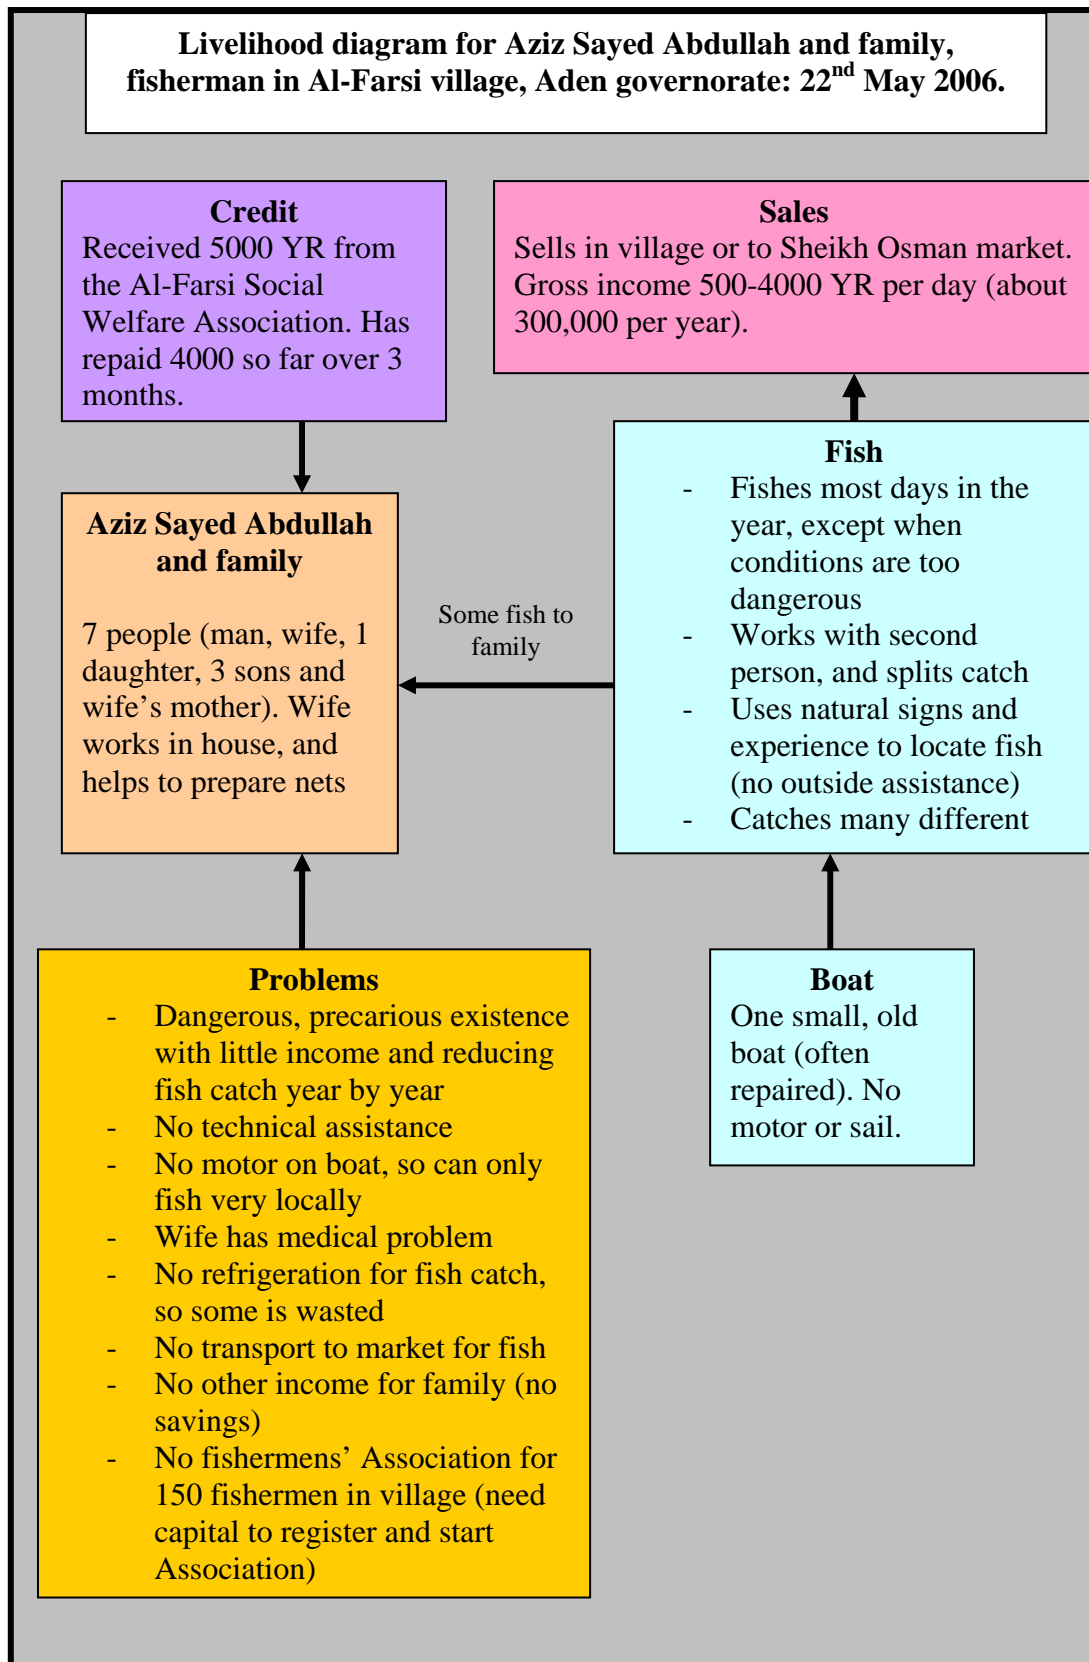 Livelihood diagram for Aziz Sayed Abdullah and family,
fisherman in Al-Farsi village, Aden governorate: 22nd May 2006.
Credit
Received 5000 YR from
the Al-Farsi Social
Welfare Association. Has
repaid 4000 so far over 3
months.
Sales
Sells in village or to Sheikh Osman market.
Gross income 500-4000 YR per day (about
300,000 per year).
Aziz Sayed Abdullah
and family
7 people (man, wife, 1
daughter, 3 sons and
wife’s mother). Wife
works in house, and
helps to prepare nets
Some fish to
family
Fish
- Fishes most days in the
year, except when
conditions are too
dangerous
- Works with second
person, and splits catch
- Uses natural signs and
experience to locate fish
(no outside assistance)
- Catches many different
Problems
- Dangerous, precarious existence
with little income and reducing
fish catch year by year
- No technical assistance
- No motor on boat, so can only
fish very locally
- Wife has medical problem
- No refrigeration for fish catch,
so some is wasted
- No transport to market for fish
- No other income for family (no
savings)
- No fishermens’ Association for
150 fishermen in village (need
capital to register and start
Association)
Boat
One small, old
boat (often
repaired). No
motor or sail.